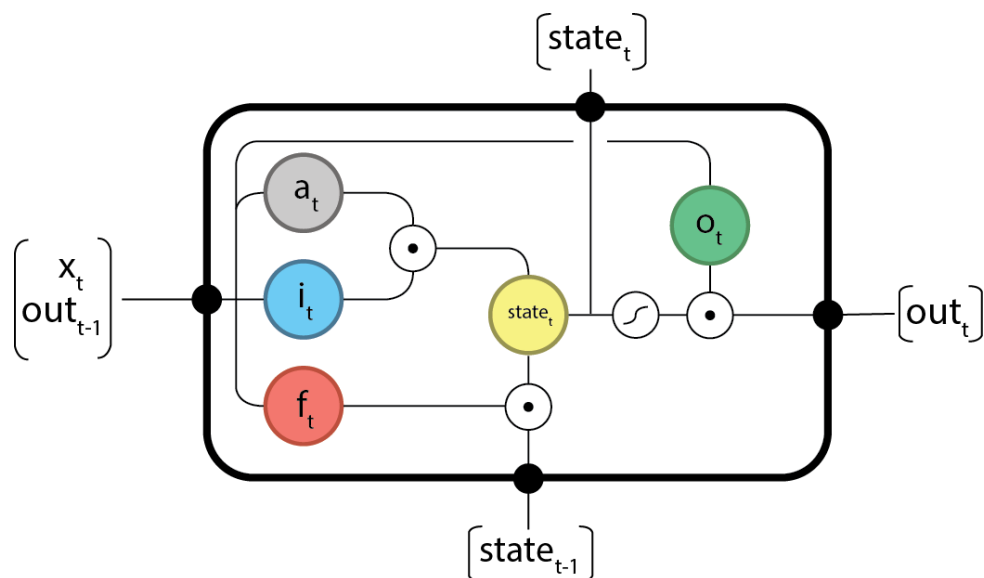 [state_t]
a_t
o_t
x_t
out_t-1
i_t
state_t
[out_t]
f_t
[state_t-1]